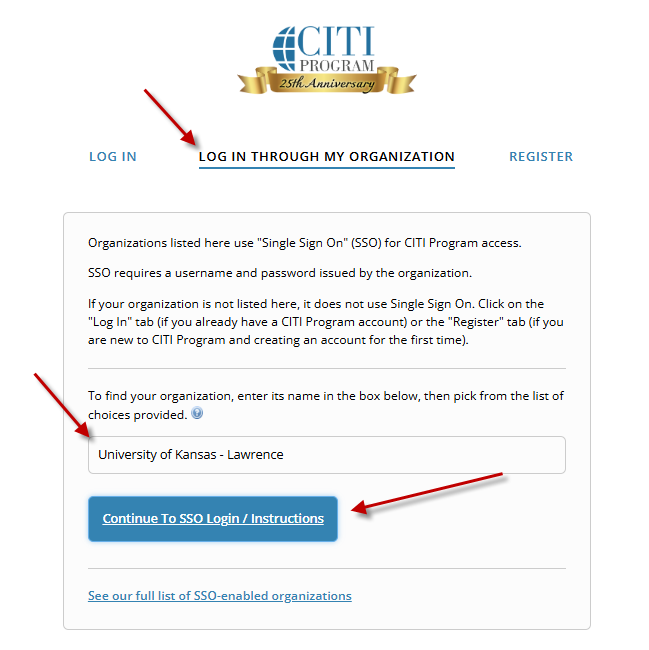 CITI
PROGRAM
25th Anniversary
LOG IN
LOG IN THROUGH MY ORGANIZATION
REGISTER
Organizations listed here use "Single Sign On" (SSO) for CITI Program access.
SSO requires a username and password issued by the organization.
If your organization is not listed here, it does not use Single Sign On. Click on the
"Log In" tab (if you already have a CITI Program account) or the "Register" tab (if you
are new to CITI Program and creating an account for the first time).
To find your organization, enter its name in the box below, then pick from the list of
choices provided. ?
University of Kansas - Lawrence
Continue To SSO Login / Instructions
See our full list of SSO-enabled organizations